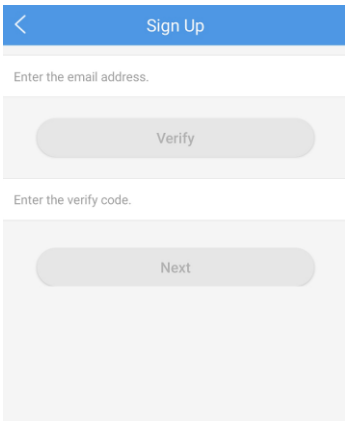 Sign Up
Enter the email address.
Verify
Enter the verify code.
Next